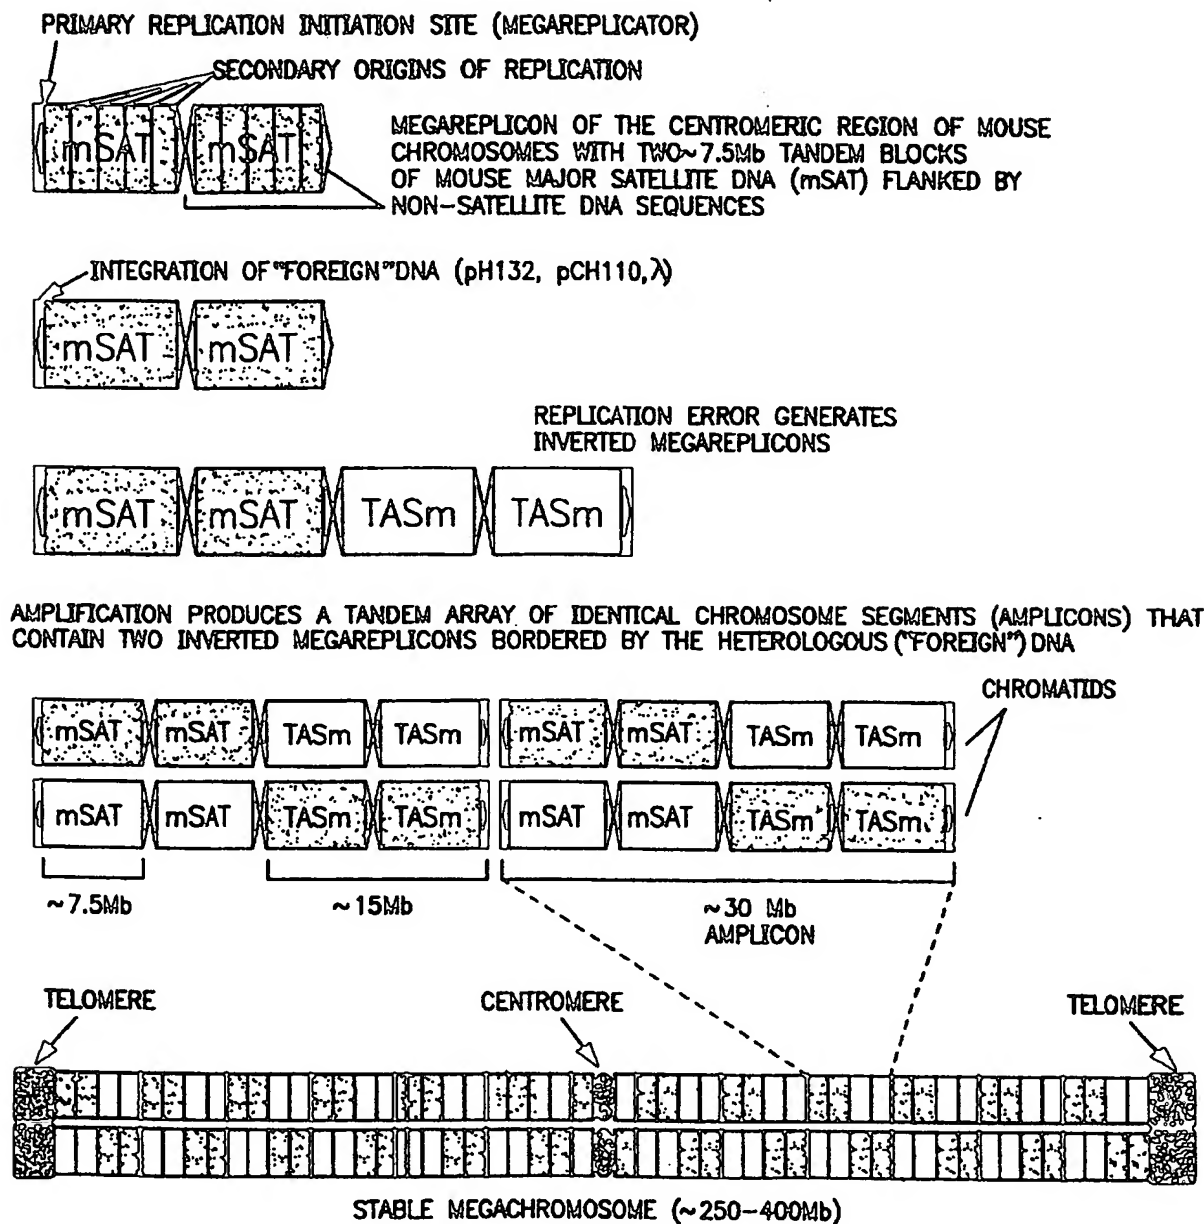 PRIMARY REPLICATION INITIATION SITE (MEGAREPLICATOR)
SECONDARY ORIGINS OF REPLICATION
mSAT mSAT
MEGAREPLICON OF THE CENTROMERIC REGION OF MOUSE
CHROMOSOMES WITH TWO~7.5Mb TANDEM BLOCKS
OF MOUSE MAJOR SATELLITE DNA (mSAT) FLANKED BY
NON-SATELLITE DNA SEQUENCES
INTEGRATION OF "FOREIGN" DNA (pH132, pCH110,λ)
mSAT mSAT
REPLICATION ERROR GENERATES
INVERTED MEGAREPLICONS
mSAT mSAT TASm TASm
AMPLIFICATION PRODUCES A TANDEM ARRAY OF IDENTICAL CHROMOSOME SEGMENTS (AMPLICONS) THAT
CONTAIN TWO INVERTED MEGAREPLICONS BORDERED BY THE HETEROLOGOUS ("FOREIGN") DNA
CHROMATIDS
mSAT mSAT TASm TASm mSAT mSAT TASm TASm
mSAT mSAT TASm TASm mSAT mSAT TASm TASm
~7.5Mb ~15Mb ~30 Mb
AMPLICON
TELOMERE CENTROMERE TELOMERE
STABLE MEGACHROMOSOME (~250-400Mb)